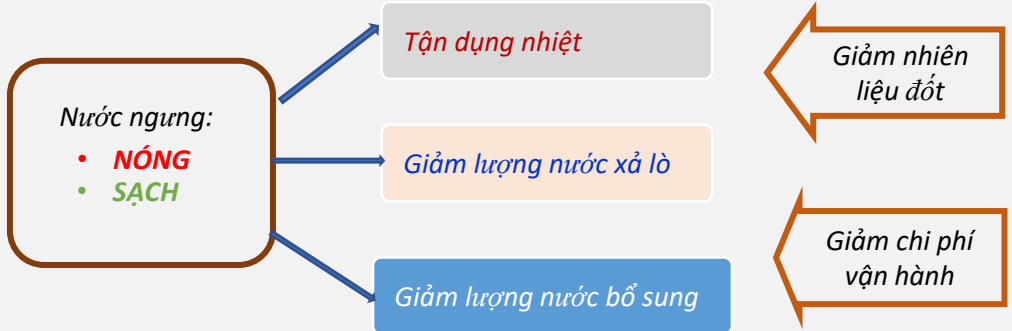 Nước ngưng:
• NÓNG
• SẠCH
Tận dụng nhiệt
Giảm lượng nước xả lò
Giảm lượng nước bổ sung
Giảm nhiên
liệu đốt
Giảm chi phí
vận hành